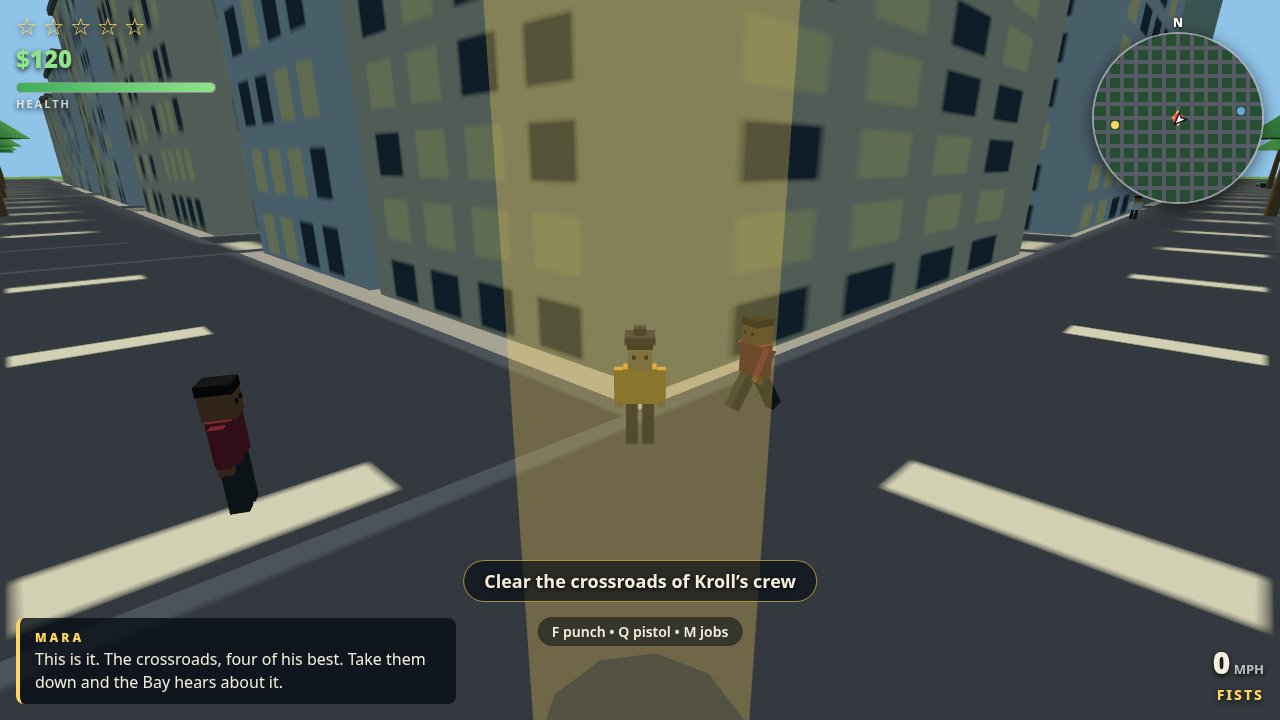 ☆ ☆ ☆ ☆ ☆
$120
HEALTH
N
Clear the crossroads of Kroll’s crew
F punch • Q pistol • M jobs
MARA
This is it. The crossroads, four of his best. Take them
down and the Bay hears about it.
0 MPH
FISTS